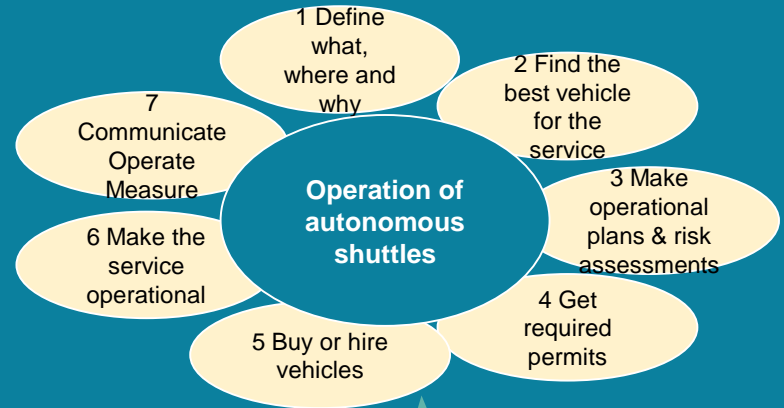 1 Define
what,
where and
why
2 Find the
best vehicle
for the
service
3 Make
operational
plans & risk
assessments
4 Get
required
permits
5 Buy or hire
vehicles
6 Make the
service
operational
7
Communicate
Operate
Measure
Operation of
autonomous
shuttles